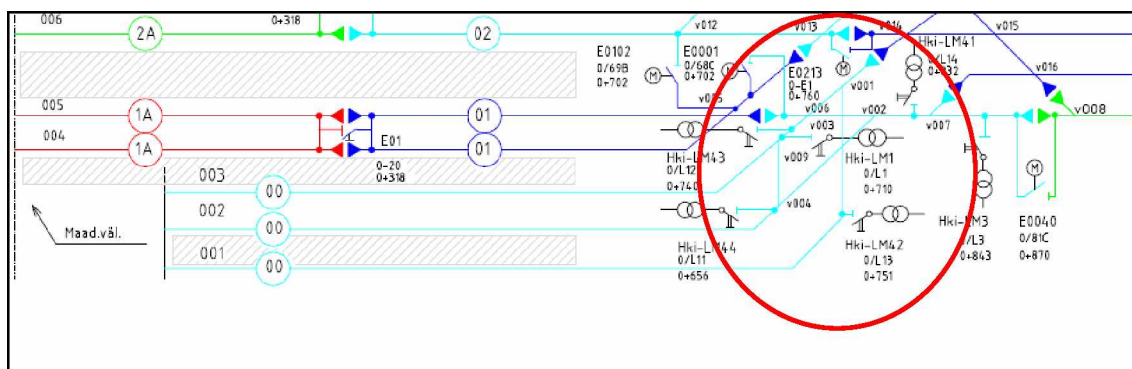 006
2A
0+318
02
v012
v013
v014
v015
E0102
0/69B
0+702
M
E0001
0/68C
0+702
M
E0213
0-E1
0+760
M
Hki-LM41
0/L14
v016
v001
005
1A
01
v006
v002
v007
v008
004
1A
E01
01
0-20
0+318
v003
v009
Hki-LM43
0/L12
0+740
Hki-LM1
0/L1
0+710
003
00
002
00
v004
001
00
Maad.väl.
Hki-LM44
0/L11
0+656
Hki-LM42
0/L13
0+751
Hki-LM3
0/L3
0+843
M
E0040
0/81C
0+870